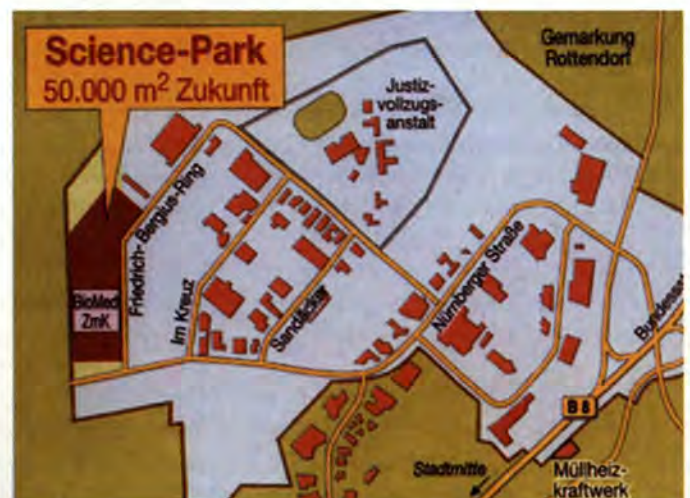 Science-Park
50.000 m² Zukunft
Gemarkung
Rottendorf
Justiz-
vollzugs-
anstalt
Friedrich-Bergius-Ring
Im Kreuz
Sandäcker
Nürnberger Straße
BioMed
ZmK
B 8
Stadtmitte
Müllheiz-
kraftwerk